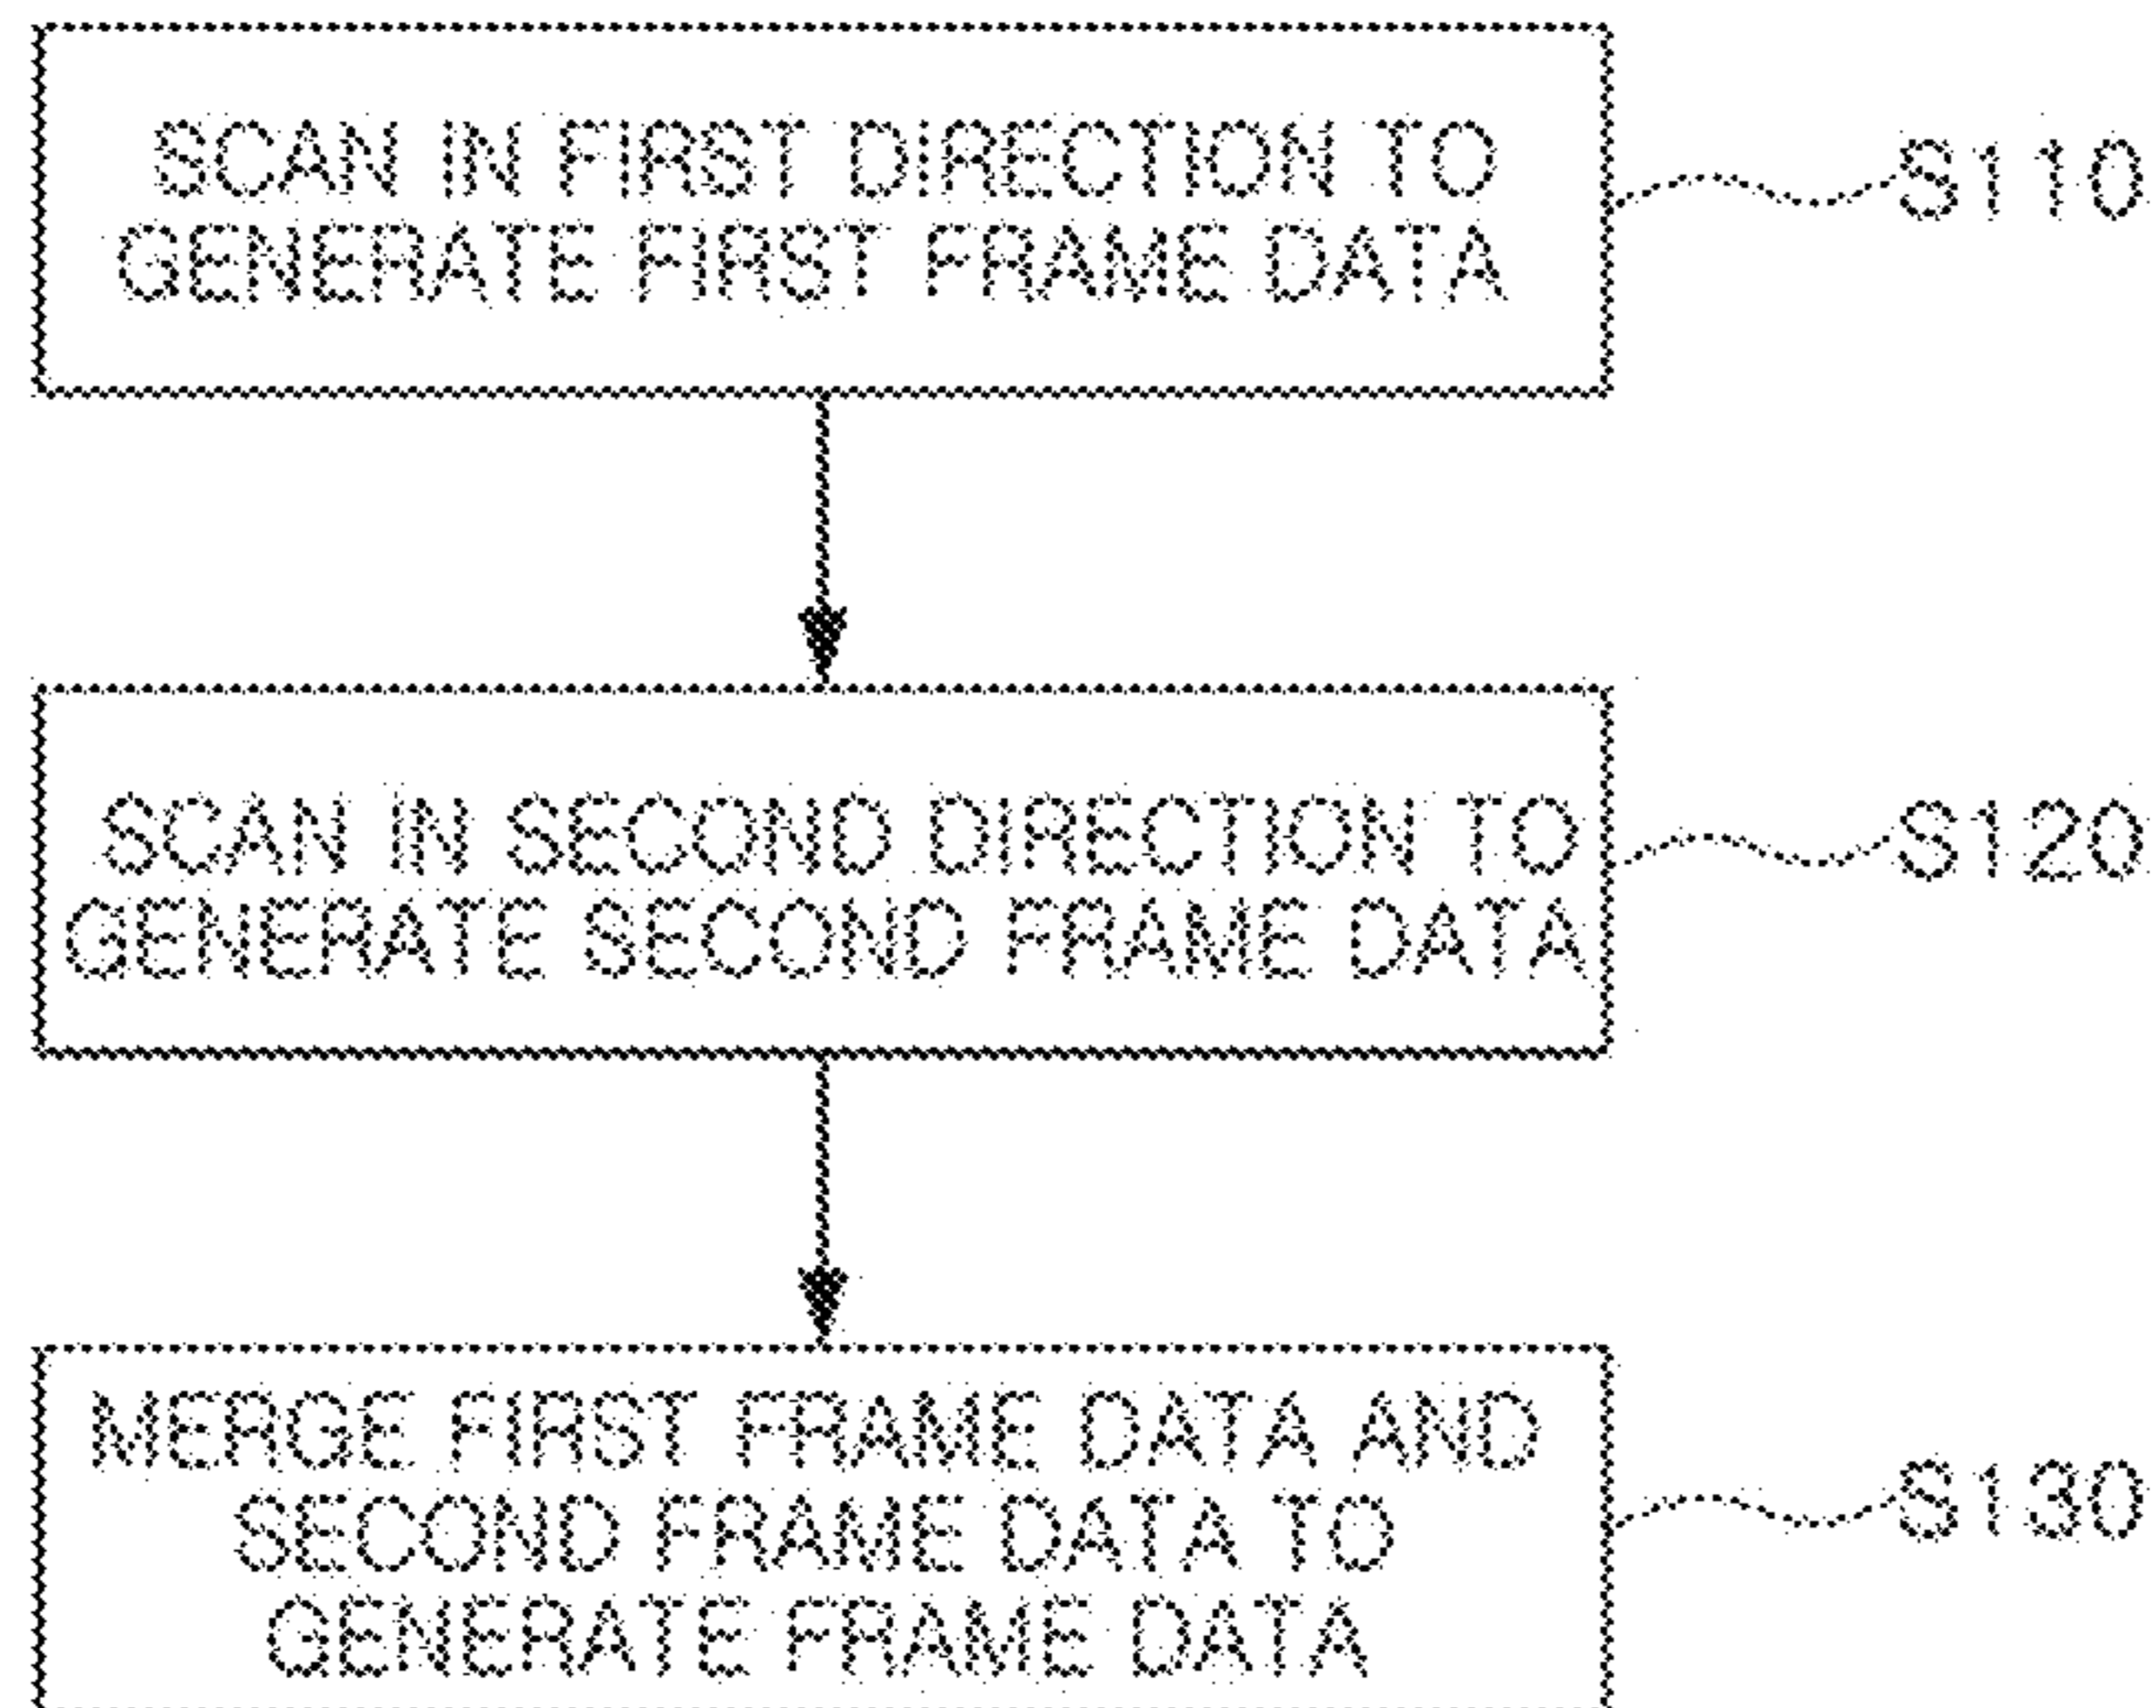 SCAN IN FIRST DIRECTION TO
GENERATE FIRST FRAME DATA
S110
SCAN IN SECOND DIRECTION TO
GENERATE SECOND FRAME DATA
S120
MERGE FIRST FRAME DATA AND
SECOND FRAME DATA TO
GENERATE FRAME DATA
S130